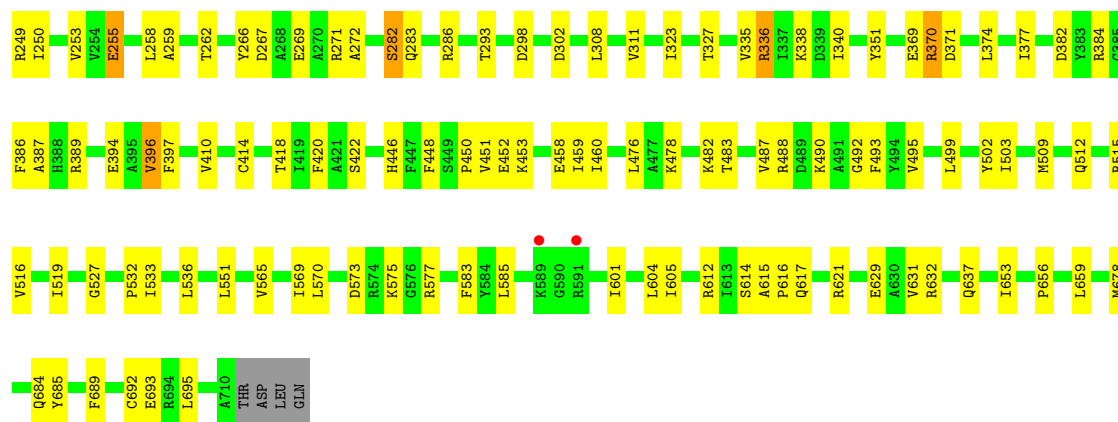 R249 I250 V253 V254 E255 L258 A259 T262 Y266 D267 A268 E269 A270 R271 A272 S282 Q283 R286 T293 D298 D302 L308 V311 I323 T327 V335 R336 I337 K338 D339 I340 Y351 E369 R370 D371 L374 I377 D382 Y383 R384 G385
F386 A387 H388 R389 E394 A395 V396 F397 V410 C414 T418 I419 F420 A421 S422 H446 F447 F448 S449 P450 V451 E452 K453 E458 I459 I460 L476 A477 K478 K482 T483 V487 R488 D489 K490 A491 G492 F493 Y494 V495 L499 Y502 I503 M509 Q512 R515
V516 I519 G527 P532 I533 L536 L551 V565 I569 L570 D573 R574 K575 G576 R577 F583 Y584 L585 K589 G590 R591 I601 L604 I605 R612 I613 S614 A615 P616 Q617 R621 E629 A630 V631 R632 Q637 I653 P656 L659 M678
Q684 Y685 F689 C692 E693 R694 L695 A710 THR ASP LEU GLN